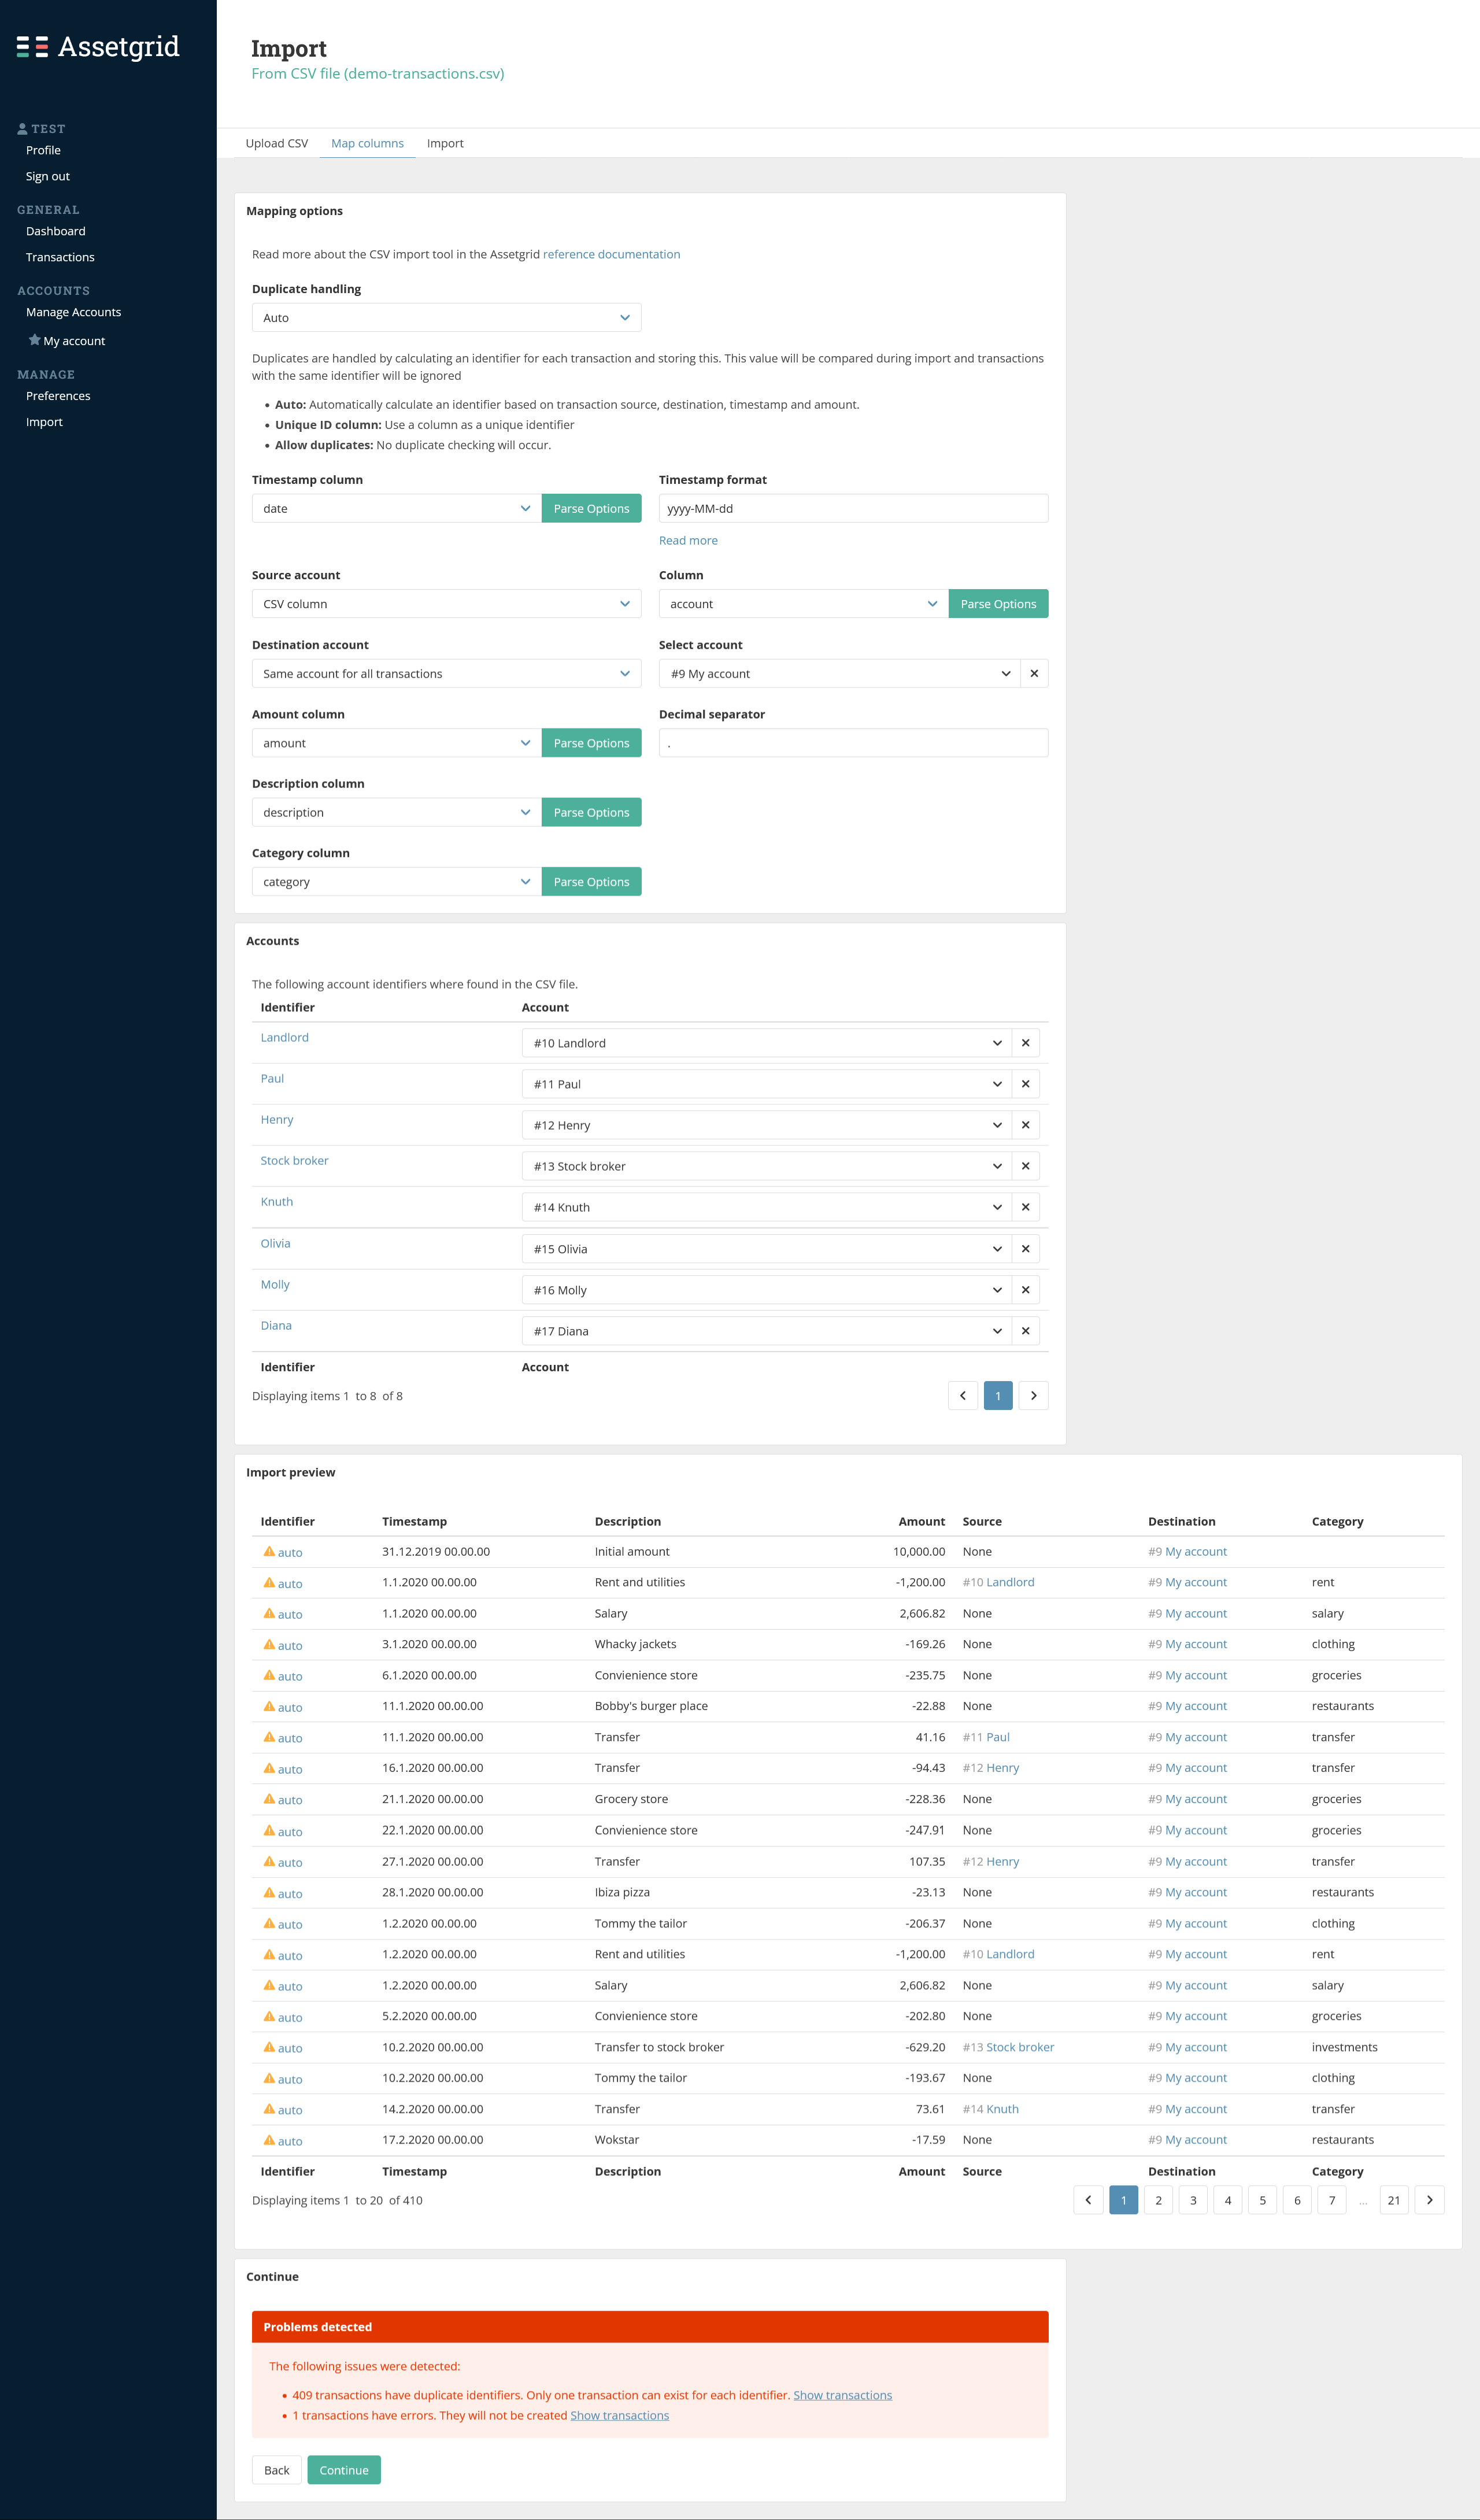 Assetgrid
TEST
Profile
Sign out
GENERAL
Dashboard
Transactions
ACCOUNTS
Manage Accounts
My account
MANAGE
Preferences
Import
Import
From CSV file (demo-transactions.csv)
Upload CSV Map columns Import
Mapping options
Read more about the CSV import tool in the Assetgrid reference documentation
Duplicate handling
Auto
Duplicates are handled by calculating an identifier for each transaction and storing this. This value will be compared during import and transactions
with the same identifier will be ignored
• Auto: Automatically calculate an identifier based on transaction source, destination, timestamp and amount.
• Unique ID column: Use a column as a unique identifier
• Allow duplicates: No duplicate checking will occur.
Timestamp column Timestamp format
date Parse Options yyyy-MM-dd
Read more
Source account Column
CSV column account Parse Options
Destination account Select account
Same account for all transactions #9 My account
Amount column Decimal separator
amount Parse Options .
Description column
description Parse Options
Category column
category Parse Options
Accounts
The following account identifiers where found in the CSV file.
Identifier Account
Landlord #10 Landlord
Paul #11 Paul
Henry #12 Henry
Stock broker #13 Stock broker
Knuth #14 Knuth
Olivia #15 Olivia
Molly #16 Molly
Diana #17 Diana
Identifier Account
Displaying items 1 to 8 of 8 1
Import preview
Identifier Timestamp Description Amount Source Destination Category
auto 31.12.2019 00.00.00 Initial amount 10,000.00 None #9 My account
auto 1.1.2020 00.00.00 Rent and utilities -1,200.00 #10 Landlord #9 My account rent
auto 1.1.2020 00.00.00 Salary 2,606.82 None #9 My account salary
auto 3.1.2020 00.00.00 Whacky jackets -169.26 None #9 My account clothing
auto 6.1.2020 00.00.00 Convienience store -235.75 None #9 My account groceries
auto 11.1.2020 00.00.00 Bobby's burger place -22.88 None #9 My account restaurants
auto 11.1.2020 00.00.00 Transfer 41.16 #11 Paul #9 My account transfer
auto 16.1.2020 00.00.00 Transfer -94.43 #12 Henry #9 My account transfer
auto 21.1.2020 00.00.00 Grocery store -228.36 None #9 My account groceries
auto 22.1.2020 00.00.00 Convienience store -247.91 None #9 My account groceries
auto 27.1.2020 00.00.00 Transfer 107.35 #12 Henry #9 My account transfer
auto 28.1.2020 00.00.00 Ibiza pizza -23.13 None #9 My account restaurants
auto 1.2.2020 00.00.00 Tommy the tailor -206.37 None #9 My account clothing
auto 1.2.2020 00.00.00 Rent and utilities -1,200.00 #10 Landlord #9 My account rent
auto 1.2.2020 00.00.00 Salary 2,606.82 None #9 My account salary
auto 5.2.2020 00.00.00 Convienience store -202.80 None #9 My account groceries
auto 10.2.2020 00.00.00 Transfer to stock broker -629.20 #13 Stock broker #9 My account investments
auto 10.2.2020 00.00.00 Tommy the tailor -193.67 None #9 My account clothing
auto 14.2.2020 00.00.00 Transfer 73.61 #14 Knuth #9 My account transfer
auto 17.2.2020 00.00.00 Wokstar -17.59 None #9 My account restaurants
Identifier Timestamp Description Amount Source Destination Category
Displaying items 1 to 20 of 410 1 2 3 4 5 6 7 ... 21
Continue
Problems detected
The following issues were detected:
• 409 transactions have duplicate identifiers. Only one transaction can exist for each identifier. Show transactions
• 1 transactions have errors. They will not be created Show transactions
Back Continue